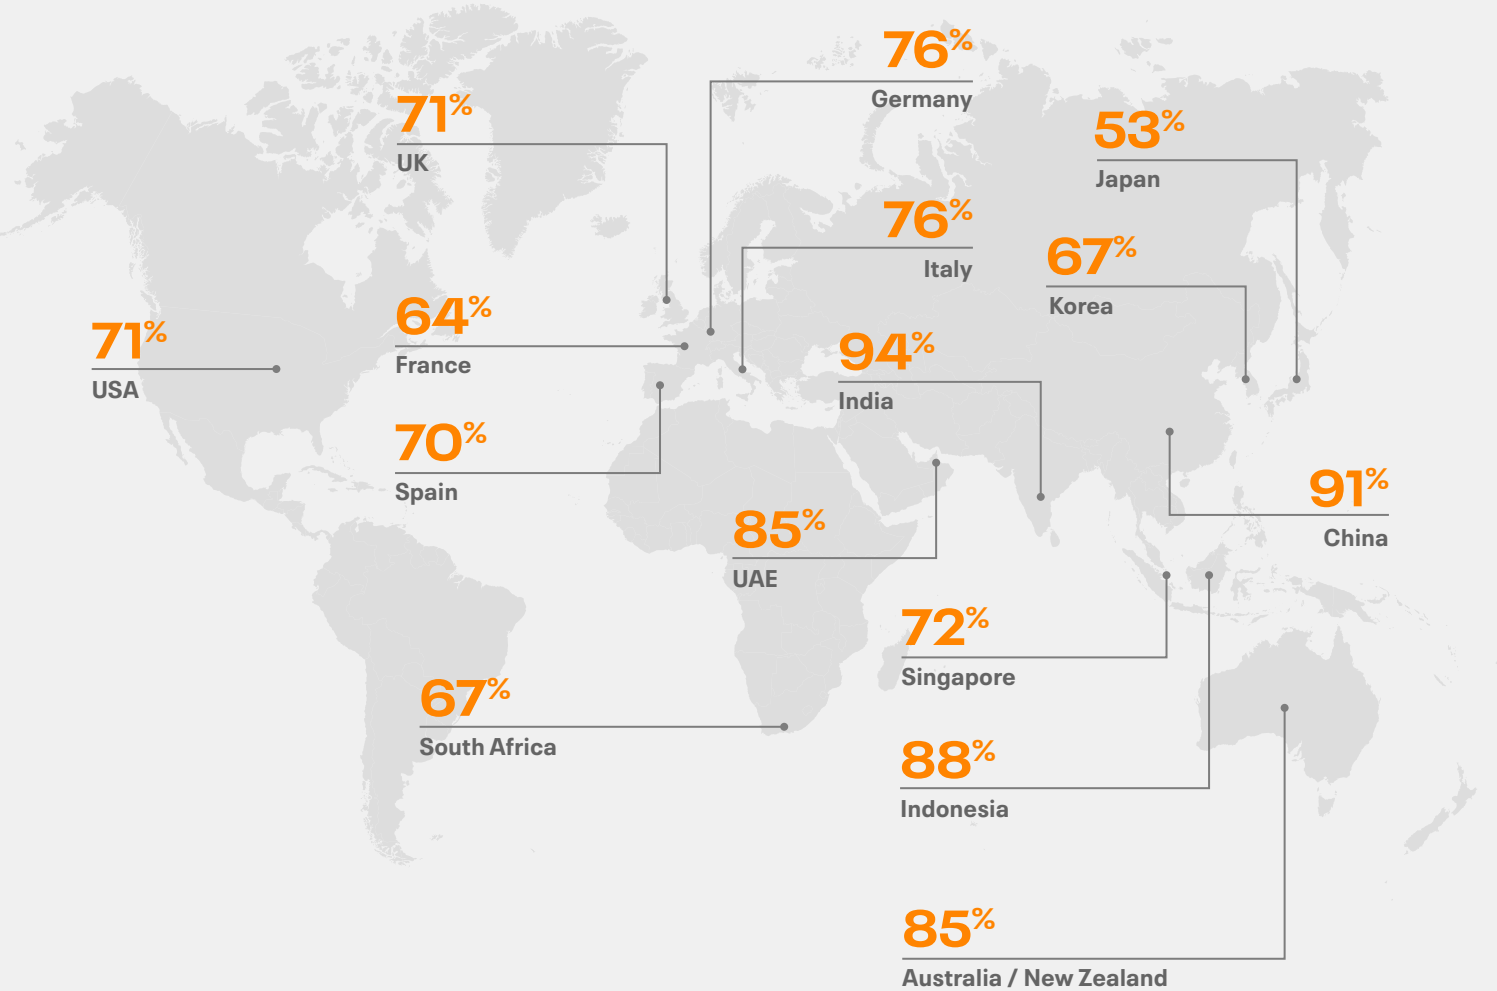 76%
Germany
71%
UK
53%
Japan
76%
Italy
67%
Korea
64%
France
71%
USA
94%
India
70%
Spain
91%
China
85%
UAE
72%
Singapore
67%
South Africa
88%
Indonesia
85%
Australia / New Zealand